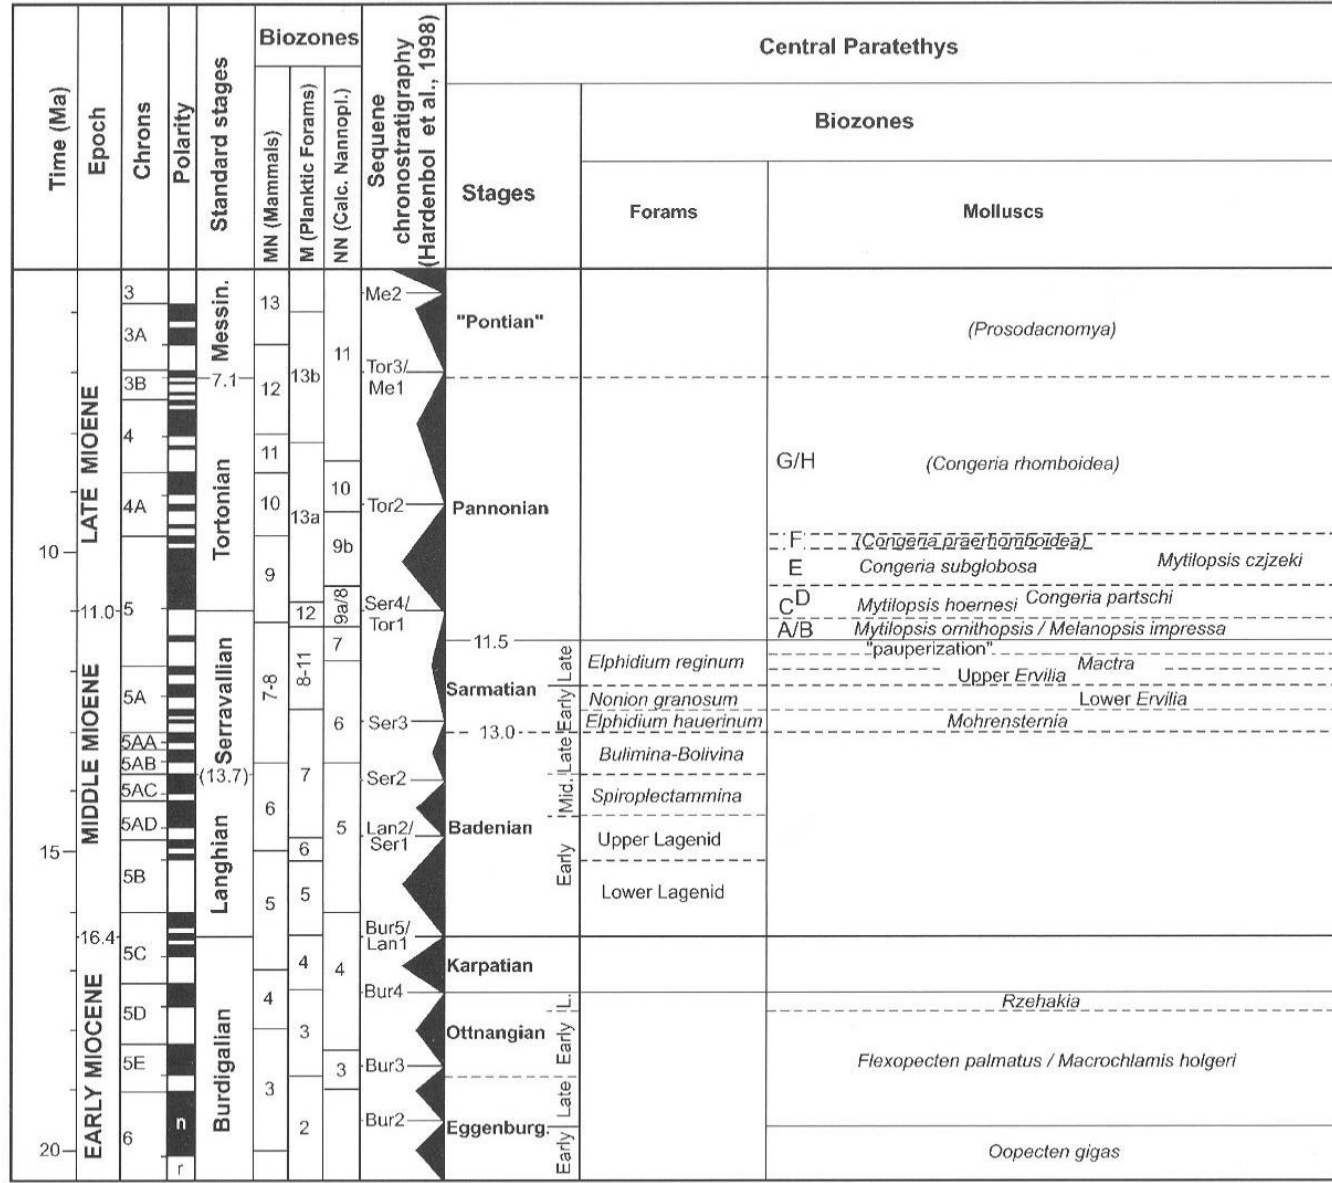 Time (Ma)
Epoch
Chrons
Polarity
Standard stages
Biozones
MN (Mammals)
M (Planktic Forams)
NN (Calc. Nannopl.)
Sequene
chronostratigraphy
(Hardenbol et al., 1998)
Central Paratethys
Stages
Biozones
Forams
Molluscs
10
15
20
LATE MIOENE
MIDDLE MIOENE
EARLY MIOCENE
11.0
16.4
3
3A
3B
4
4A
5
5A
5AA
5AB
5AC
5AD
5B
5C
5D
5E
6
n
r
Messin.
7.1
Tortonian
Serravallian
(13.7)
Langhian
Burdigalian
13
12
11
10
9
7-8
6
5
4
3
13b
13a
12
8-11
7
6
5
4
3
2
11
10
9b
9a/8
7
6
5
4
3
Me2
Tor3/
Me1
Tor2
Ser4/
Tor1
Ser3
Ser2
Lan2/
Ser1
Bur5/
Lan1
Bur4
Bur3
Bur2
"Pontian"
Pannonian
11.5
Sarmatian
13.0
Badenian
Karpatian
Ottnangian
Eggenburg.
Late
Early
Late
Mid.
Early
L.
Early
Late
Early
Elphidium reginum
Nonion granosum
Elphidium hauerinum
Bulimina-Bolivina
Spiroplectammina
Upper Lagenid
Lower Lagenid
(Prosodacnomya)
G/H (Congeria rhomboidea)
F (Congeria praerhomboidea)
E Congeria subglobosa Mytilopsis czjzeki
D Congeria partschi
C Mytilopsis hoernesi
A/B Mytilopsis ornithopsis / Melanopsis impressa
"pauperization"
Mactra
Upper Ervilia
Lower Ervilia
Mohrensternia
Rzehakia
Flexopecten palmatus / Macrochlamis holgeri
Oopecten gigas